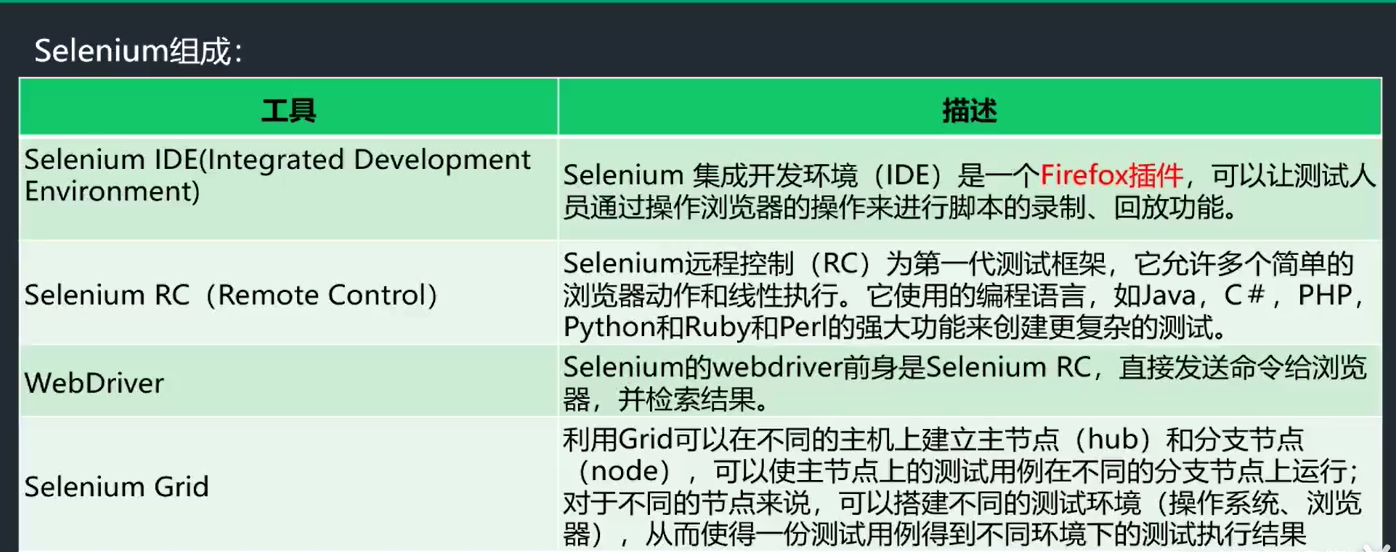 Selenium组成：
工具
描述
Selenium IDE(Integrated Development
Environment)
Selenium 集成开发环境（IDE）是一个Firefox插件，可以让测试人
员通过操作浏览器的操作来进行脚本的录制、回放功能。
Selenium RC（Remote Control）
Selenium远程控制（RC）为第一代测试框架，它允许多个简单的
浏览器动作和线性执行。它使用的编程语言，如Java，C＃，PHP，
Python和Ruby和Perl的强大功能来创建更复杂的测试。
WebDriver
Selenium的webdriver前身是Selenium RC，直接发送命令给浏览
器，并检索结果。
Selenium Grid
利用Grid可以在不同的主机上建立主节点（hub）和分支节点
（node），可以使主节点上的测试用例在不同的分支节点上运行；
对于不同的节点来说，可以搭建不同的测试环境（操作系统、浏览
器），从而使得一份测试用例得到不同环境下的测试执行结果